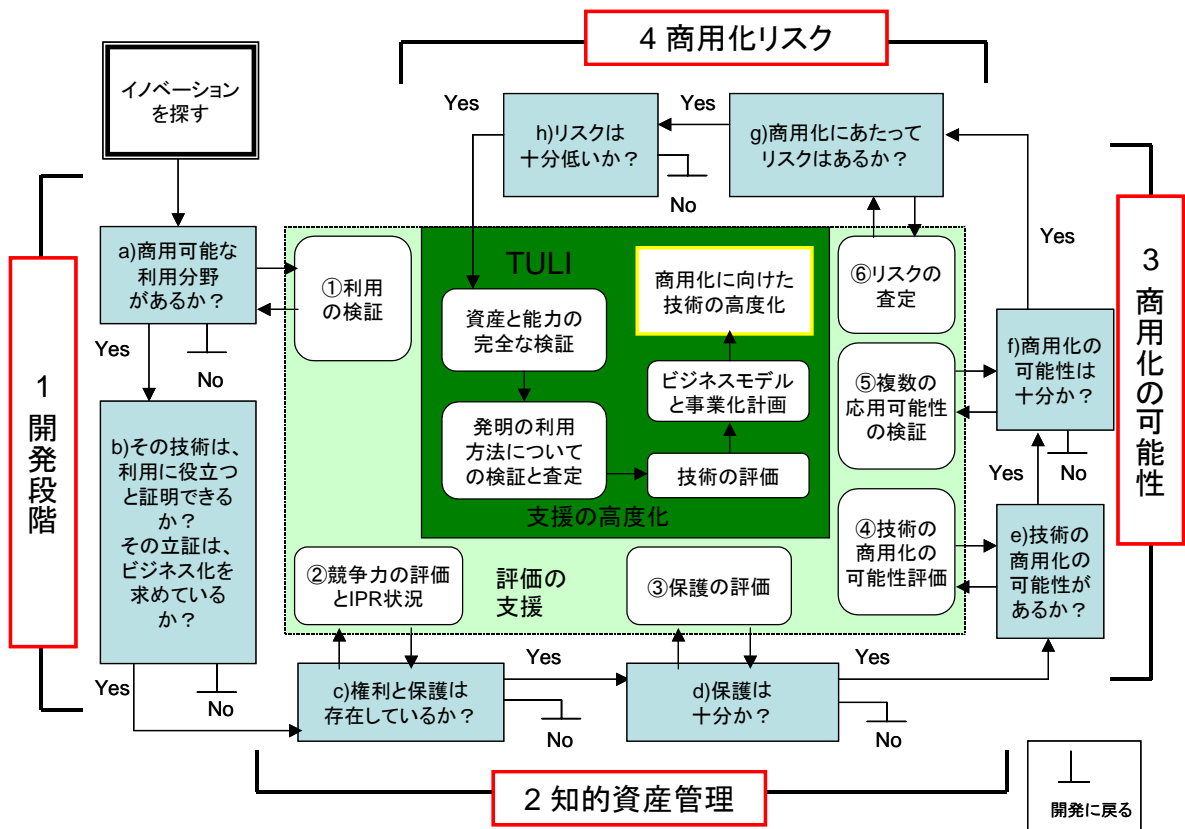 4 商用化リスク
イノベーション
を探す
Yes
h)リスクは
十分低いか？
No
Yes
g)商用化にあたって
リスクはあるか？
Yes
1
開発段階
a)商用可能な
利用分野
があるか？
Yes
No
①利用
の検証
TULI
資産と能力の
完全な検証
発明の利用
方法について
の検証と査定
技術の評価
ビジネスモデル
と事業化計画
商用化に向けた
技術の高度化
支援の高度化
⑥リスクの
査定
⑤複数の
応用可能性
の検証
④技術の
商用化の
可能性評価
f)商用化の
可能性は
十分か？
Yes
No
e)技術の
商用化の
可能性が
あるか？
3
商用化の可能性
b)その技術は、
利用に役立つ
と証明できる
か？
その立証は、
ビジネス化を
求めているか
か？
Yes
No
②競争力の評価
とIPR状況
評価の
支援
③保護の評価
c)権利と保護は
存在しているか？
Yes
No
d)保護は
十分か？
Yes
No
2 知的資産管理
開発に戻る